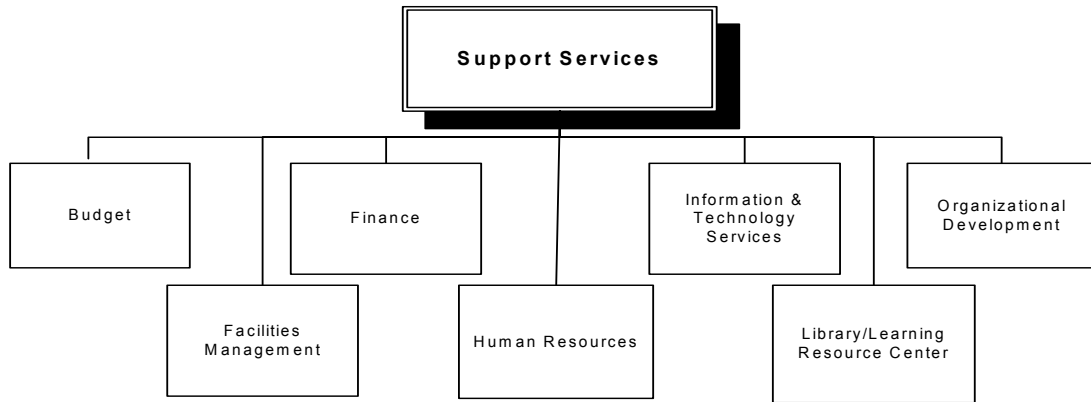 Support Services
Budget
Finance
Information &
Technology
Services
Organizational
Development
Facilities
Management
Human Resources
Library/Learning
Resource Center